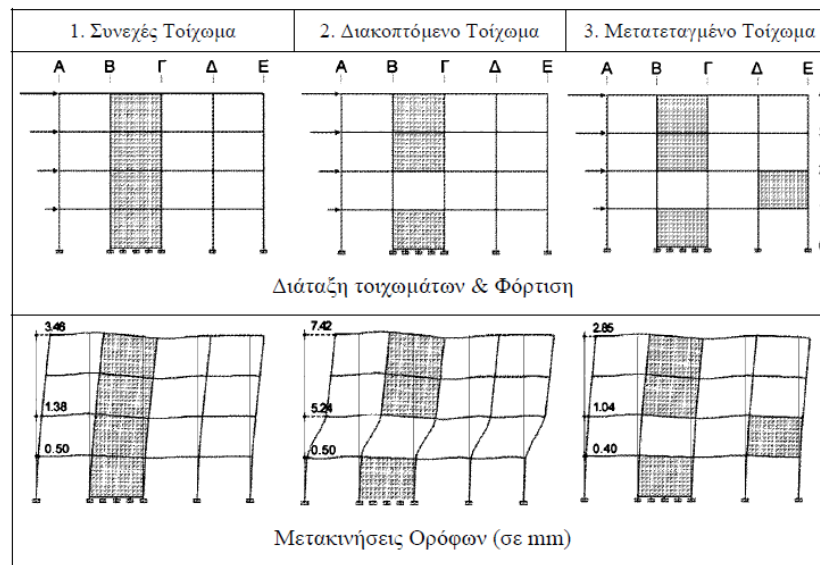 1. Συνεχές Τοίχωμα
2. Διακοπτόμενο Τοίχωμα
3. Μετατεταγμένο Τοίχωμα
Α Β Γ Δ Ε
Α Β Γ Δ Ε
Α Β Γ Δ Ε
Διάταξη τοιχωμάτων & Φόρτιση
3.46
1.38
0.50
7.42
5.24
0.50
2.85
1.04
0.40
Μετακινήσεις Ορόφων (σε mm)